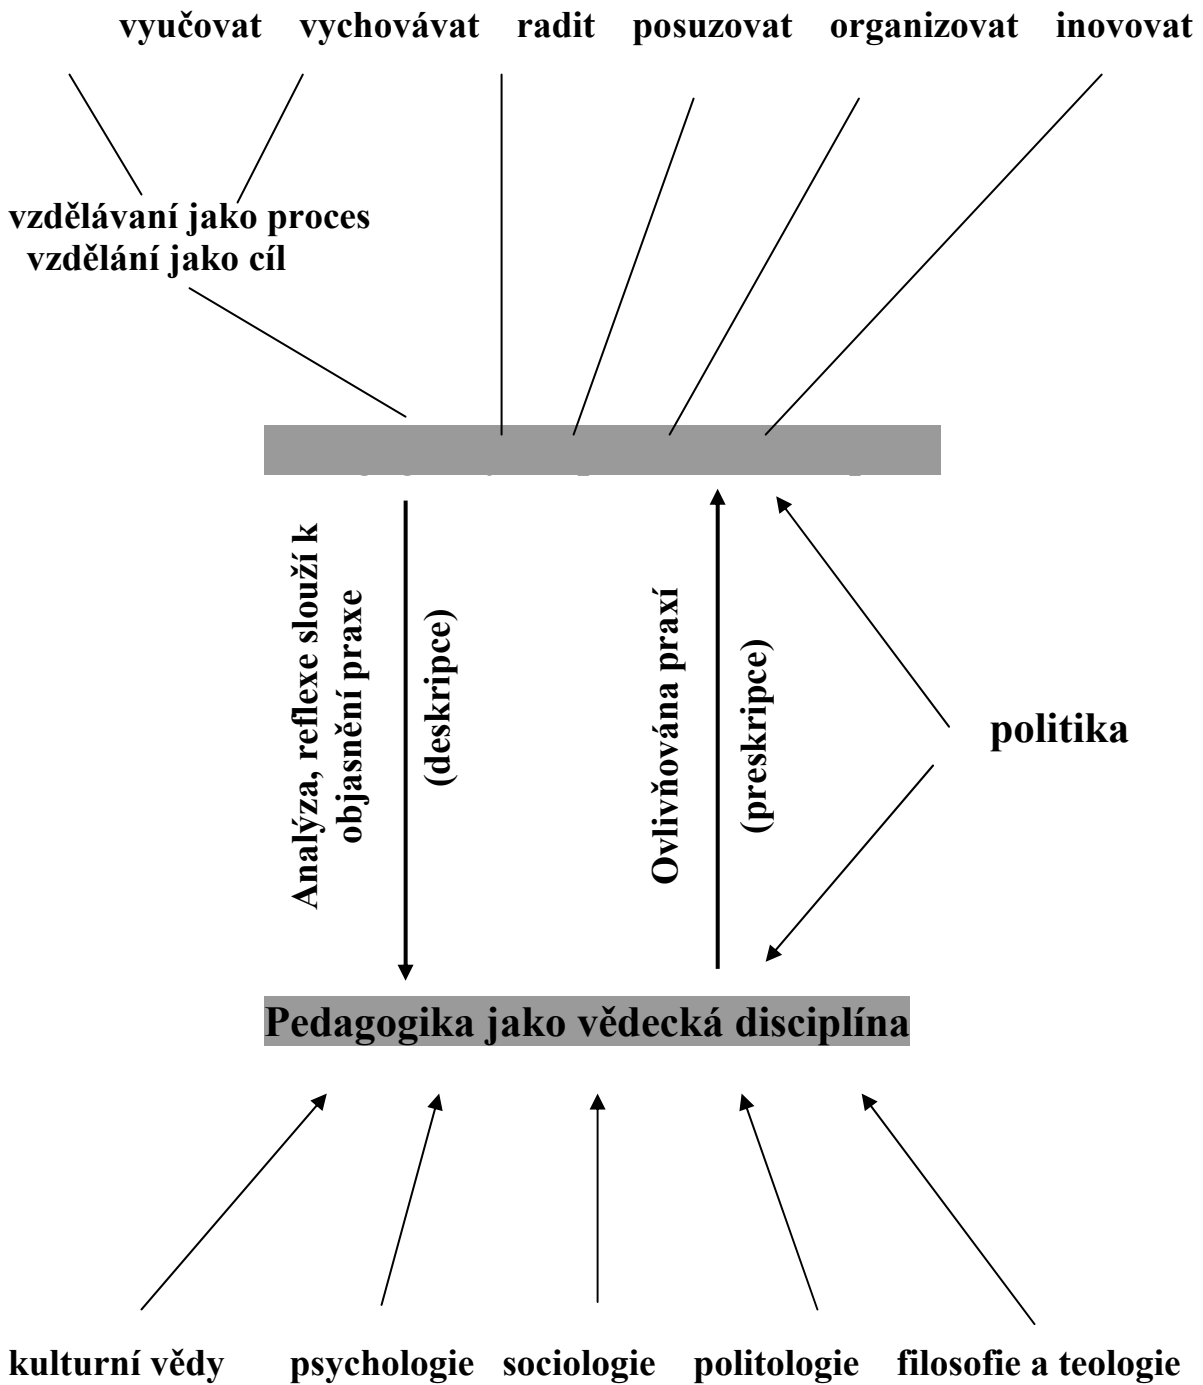 vyučovat vychovávat radit posuzovat organizovat inovovat
vzdělávaní jako proces
vzdělání jako cíl
Analýza, reflexe slouží k
objasnění praxe
(deskripce)
Ovlivňována praxí
(preskripce)
politika
Pedagogika jako vědecká disciplína
kulturní vědy psychologie sociologie politologie filosofie a teologie